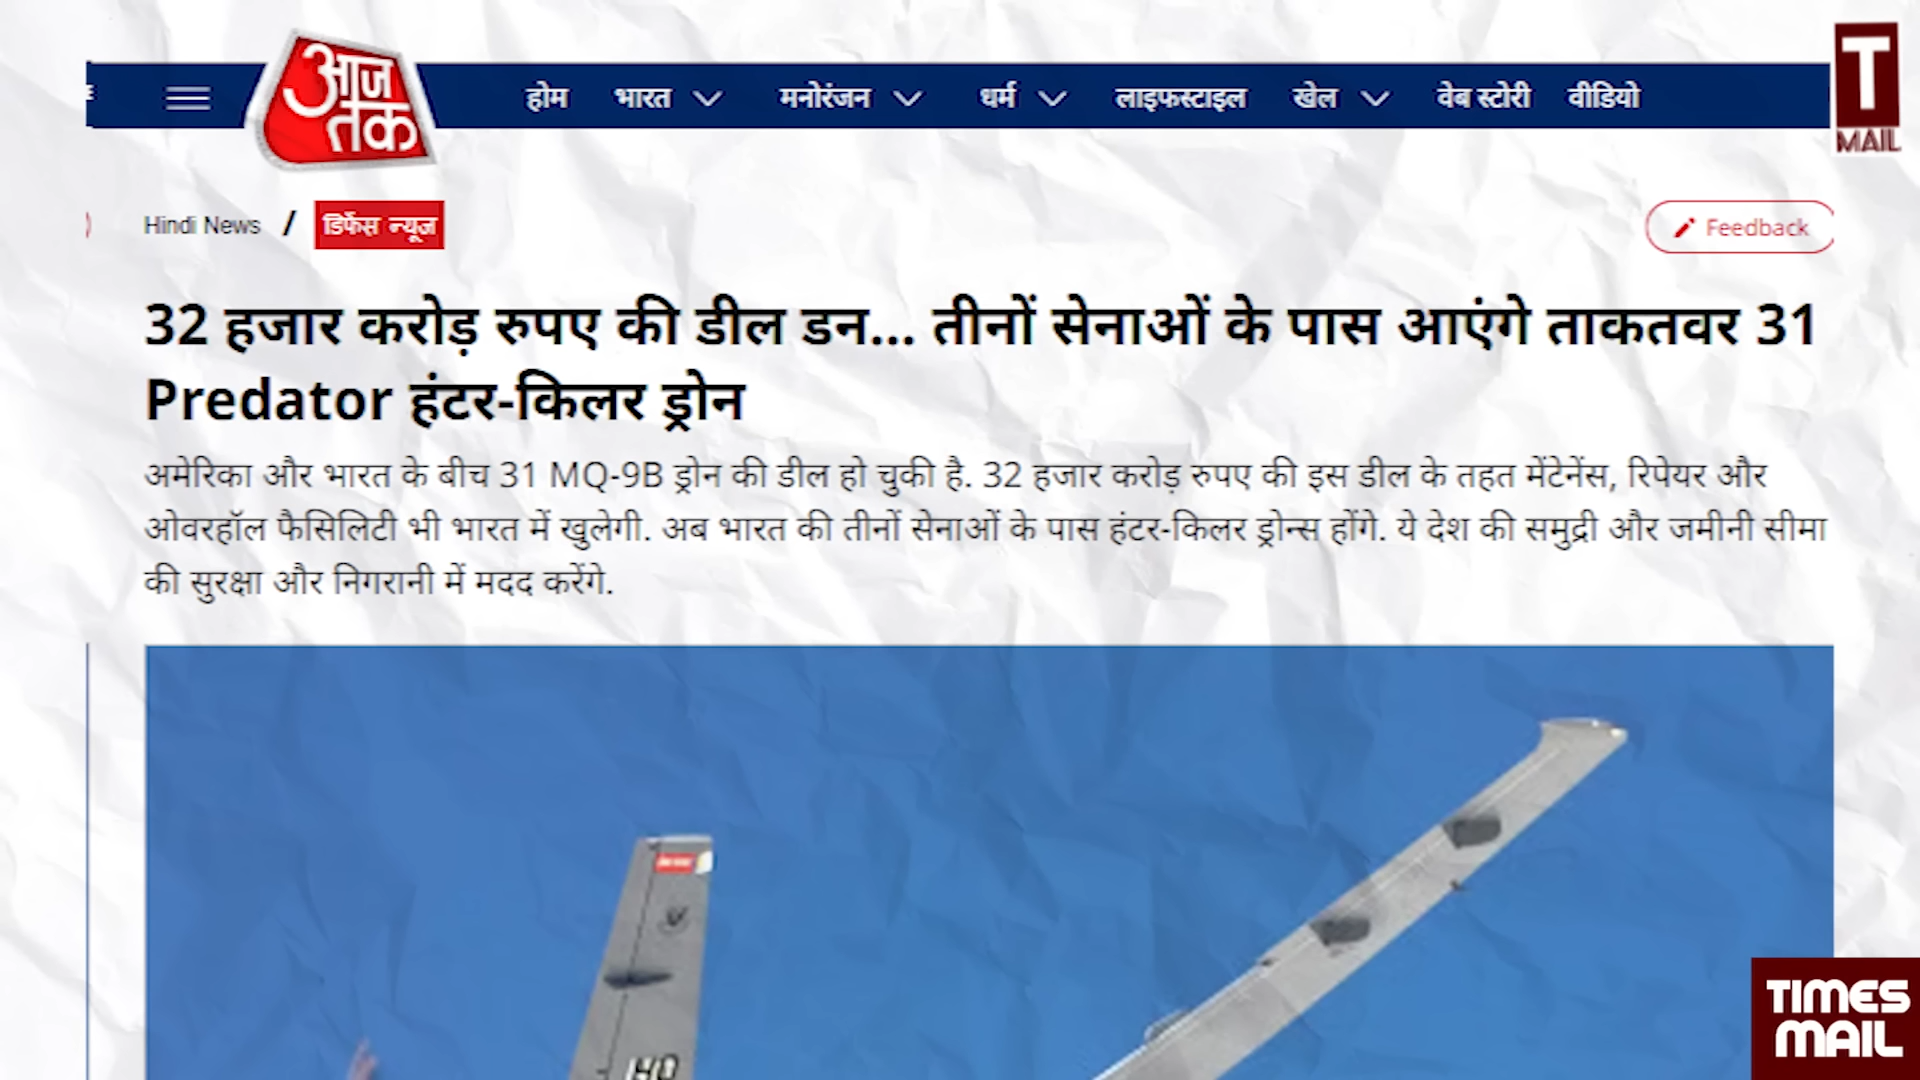 आज तक
होम भारत मनोरंजन धर्म लाइफस्टाइल खेल वेब स्टोरी वीडियो
T
MAIL
Hindi News / डिफेंस न्यूज
Feedback
32 हजार करोड़ रुपए की डील डन... तीनों सेनाओं के पास आएंगे ताकतवर 31
Predator हंटर-किलर ड्रोन
अमेरिका और भारत के बीच 31 MQ-9B ड्रोन की डील हो चुकी है. 32 हजार करोड़ रुपए की इस डील के तहत मेंटेनेंस, रिपेयर और
ओवरहॉल फैसिलिटी भी भारत में खुलेगी. अब भारत की तीनों सेनाओं के पास हंटर-किलर ड्रोन्स होंगे. ये देश की समुद्री और जमीनी सीमा
की सुरक्षा और निगरानी में मदद करेंगे.
TIMES
MAIL